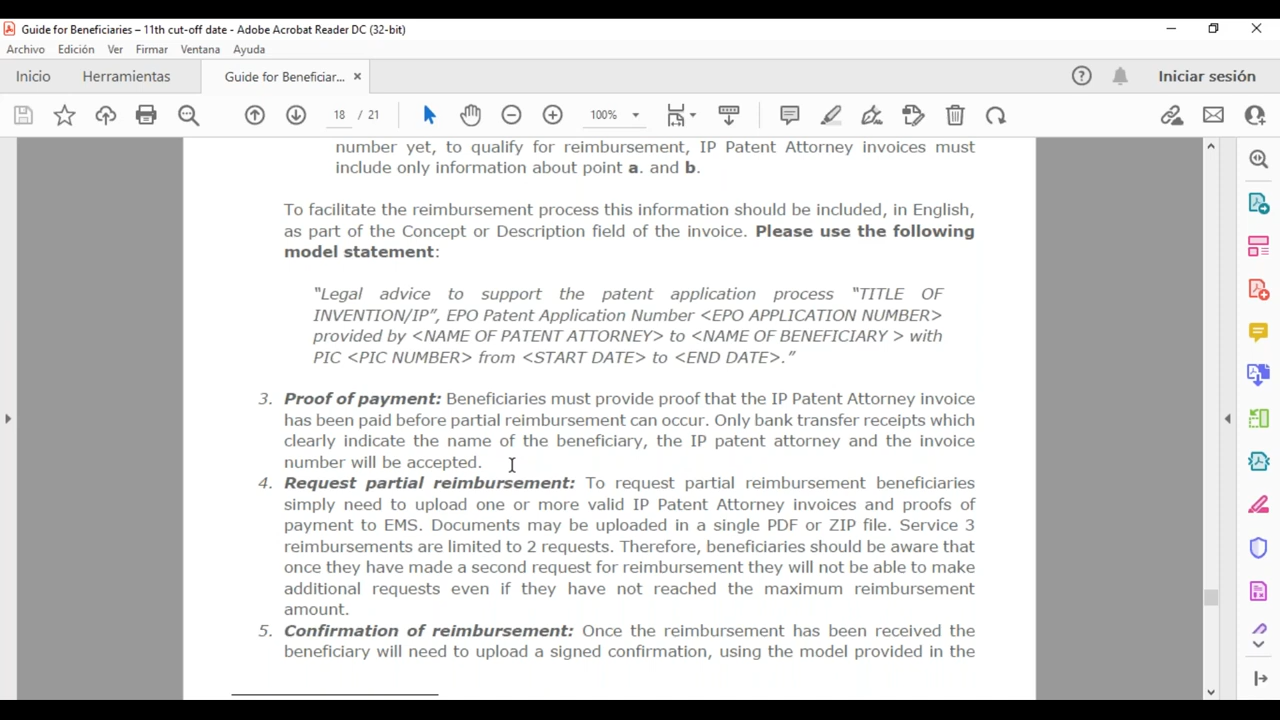 Guide for Beneficiaries – 11th cut-off date - Adobe Acrobat Reader DC (32-bit)
Archivo Edición Ver Firmar Ventana Ayuda
Inicio Herramientas Guide for Beneficiar... × Iniciar sesión
18 / 21 100%
number yet, to qualify for reimbursement, IP Patent Attorney invoices must
include only information about point a. and b.
To facilitate the reimbursement process this information should be included, in English,
as part of the Concept or Description field of the invoice. Please use the following
model statement:
“Legal advice to support the patent application process “TITLE OF
INVENTION/IP”, EPO Patent Application Number <EPO APPLICATION NUMBER>
provided by <NAME OF PATENT ATTORNEY> to <NAME OF BENEFICIARY > with
PIC <PIC NUMBER> from <START DATE> to <END DATE>.”
3. Proof of payment: Beneficiaries must provide proof that the IP Patent Attorney invoice
has been paid before partial reimbursement can occur. Only bank transfer receipts which
clearly indicate the name of the beneficiary, the IP patent attorney and the invoice
number will be accepted.
4. Request partial reimbursement: To request partial reimbursement beneficiaries
simply need to upload one or more valid IP Patent Attorney invoices and proofs of
payment to EMS. Documents may be uploaded in a single PDF or ZIP file. Service 3
reimbursements are limited to 2 requests. Therefore, beneficiaries should be aware that
once they have made a second request for reimbursement they will not be able to make
additional requests even if they have not reached the maximum reimbursement
amount.
5. Confirmation of reimbursement: Once the reimbursement has been received the
beneficiary will need to upload a signed confirmation, using the model provided in the